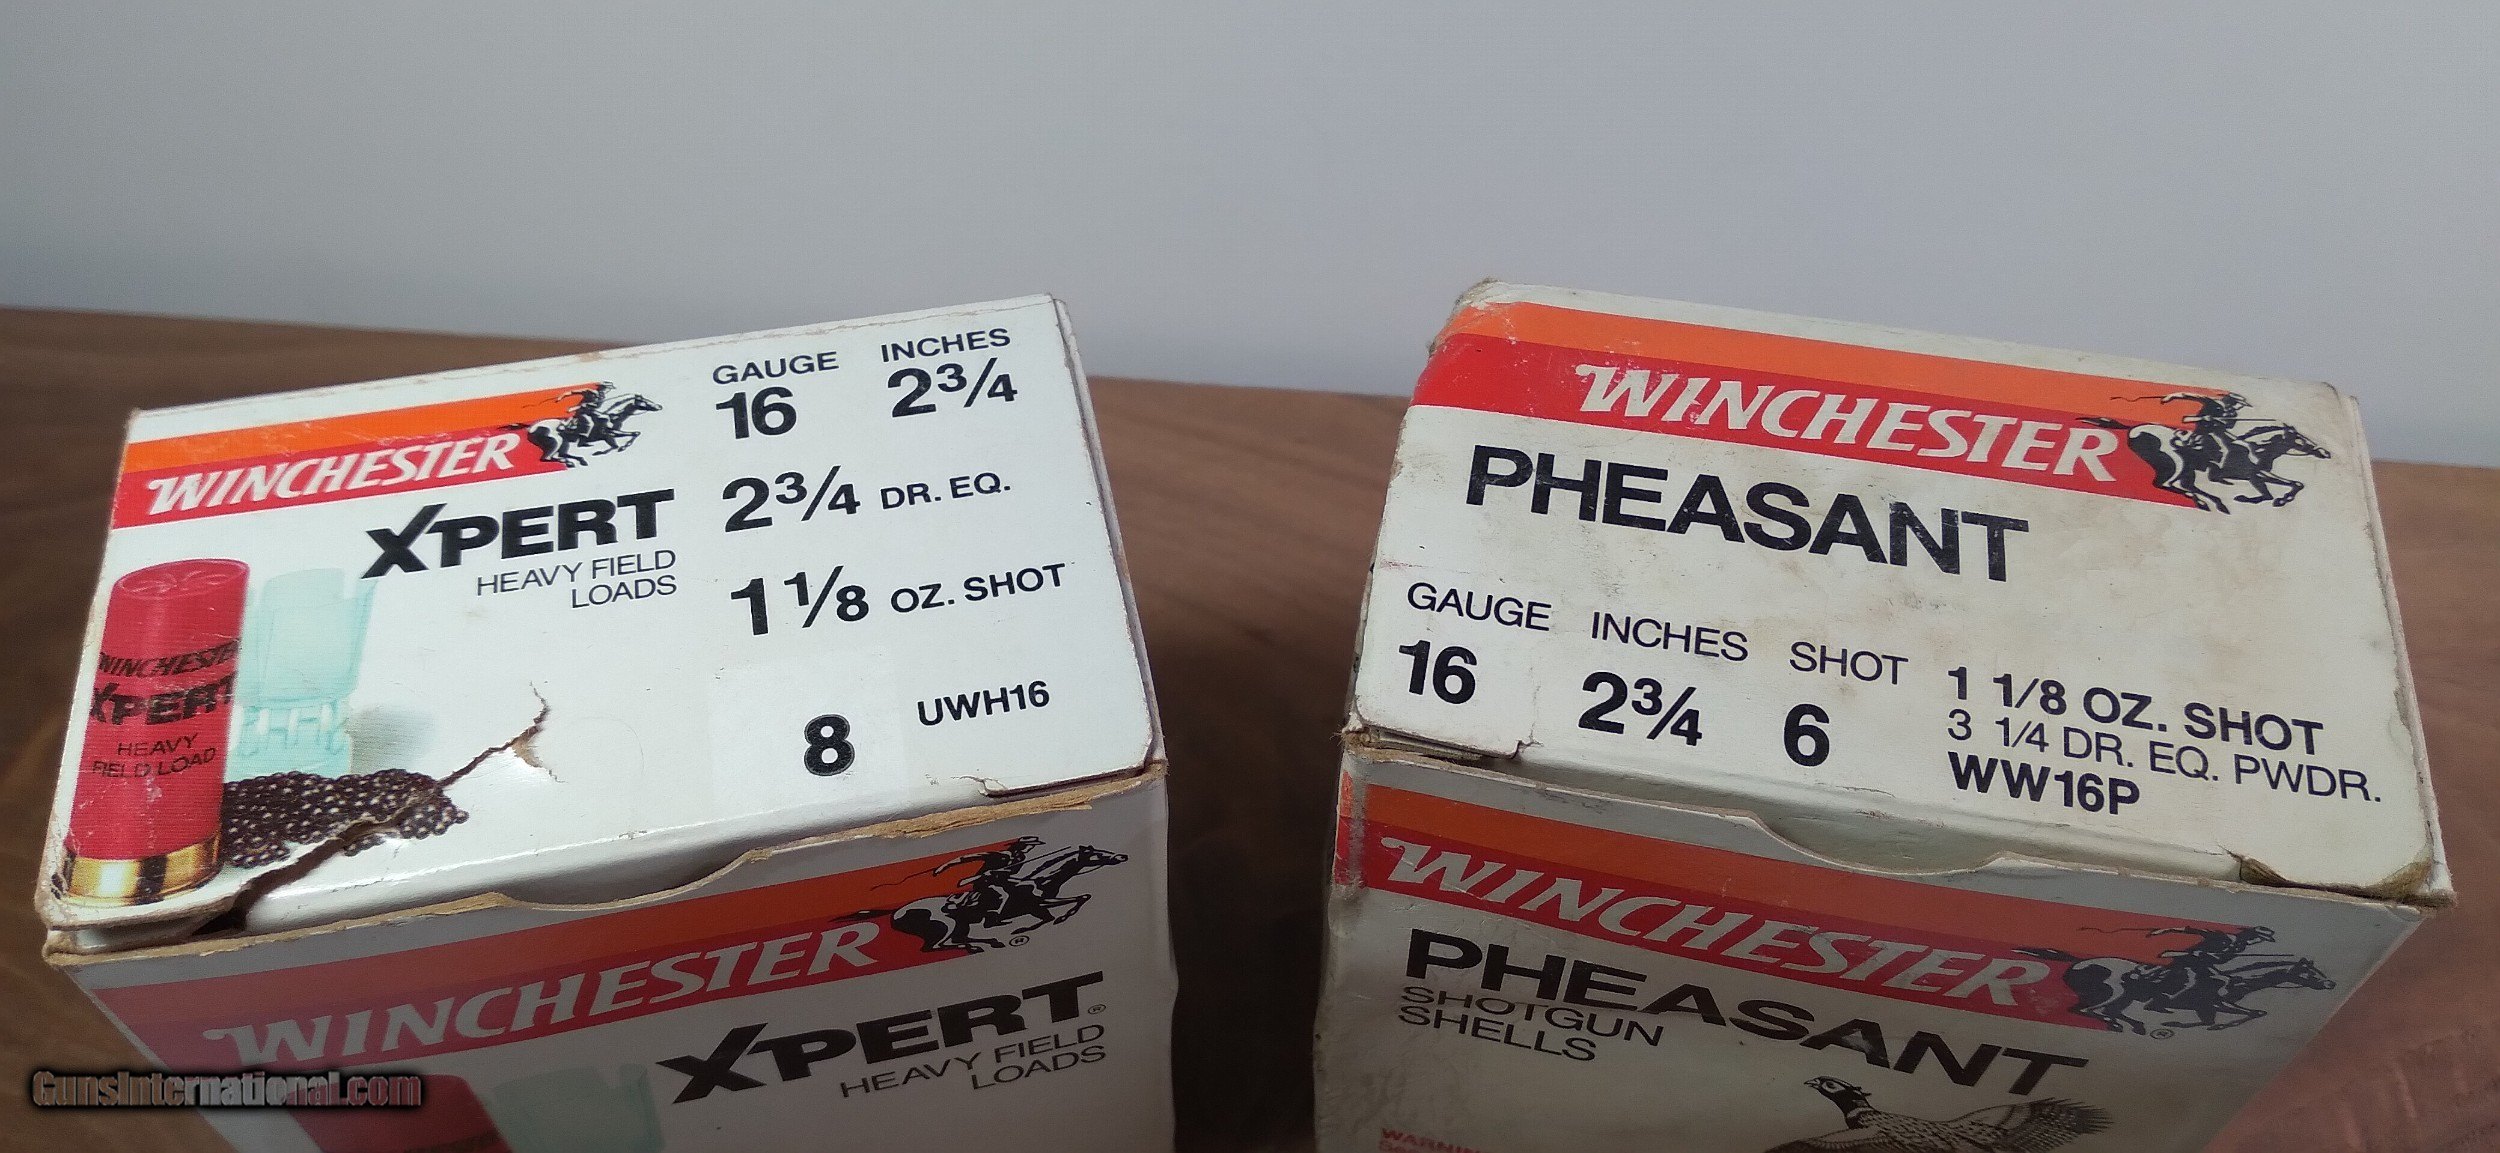 GAUGE INCHES
16 2¾
WINCHESTER
XPERT
HEAVY FIELD
LOADS
2¾ DR. EQ.
1 1/8 OZ. SHOT
8 UWH16
WINCHESTER
XPERT
HEAVY
FIELD LOAD
WINCHESTER ®
XPERT®
HEAVY FIELD
LOADS
WINCHESTER
PHEASANT
GAUGE INCHES SHOT
16 2¾ 6
1 1/8 OZ. SHOT
3 1/4 DR. EQ. PWDR.
WW16P
WINCHESTER ®
PHEASANT
SHOTGUN
SHELLS
GunsInternational.com